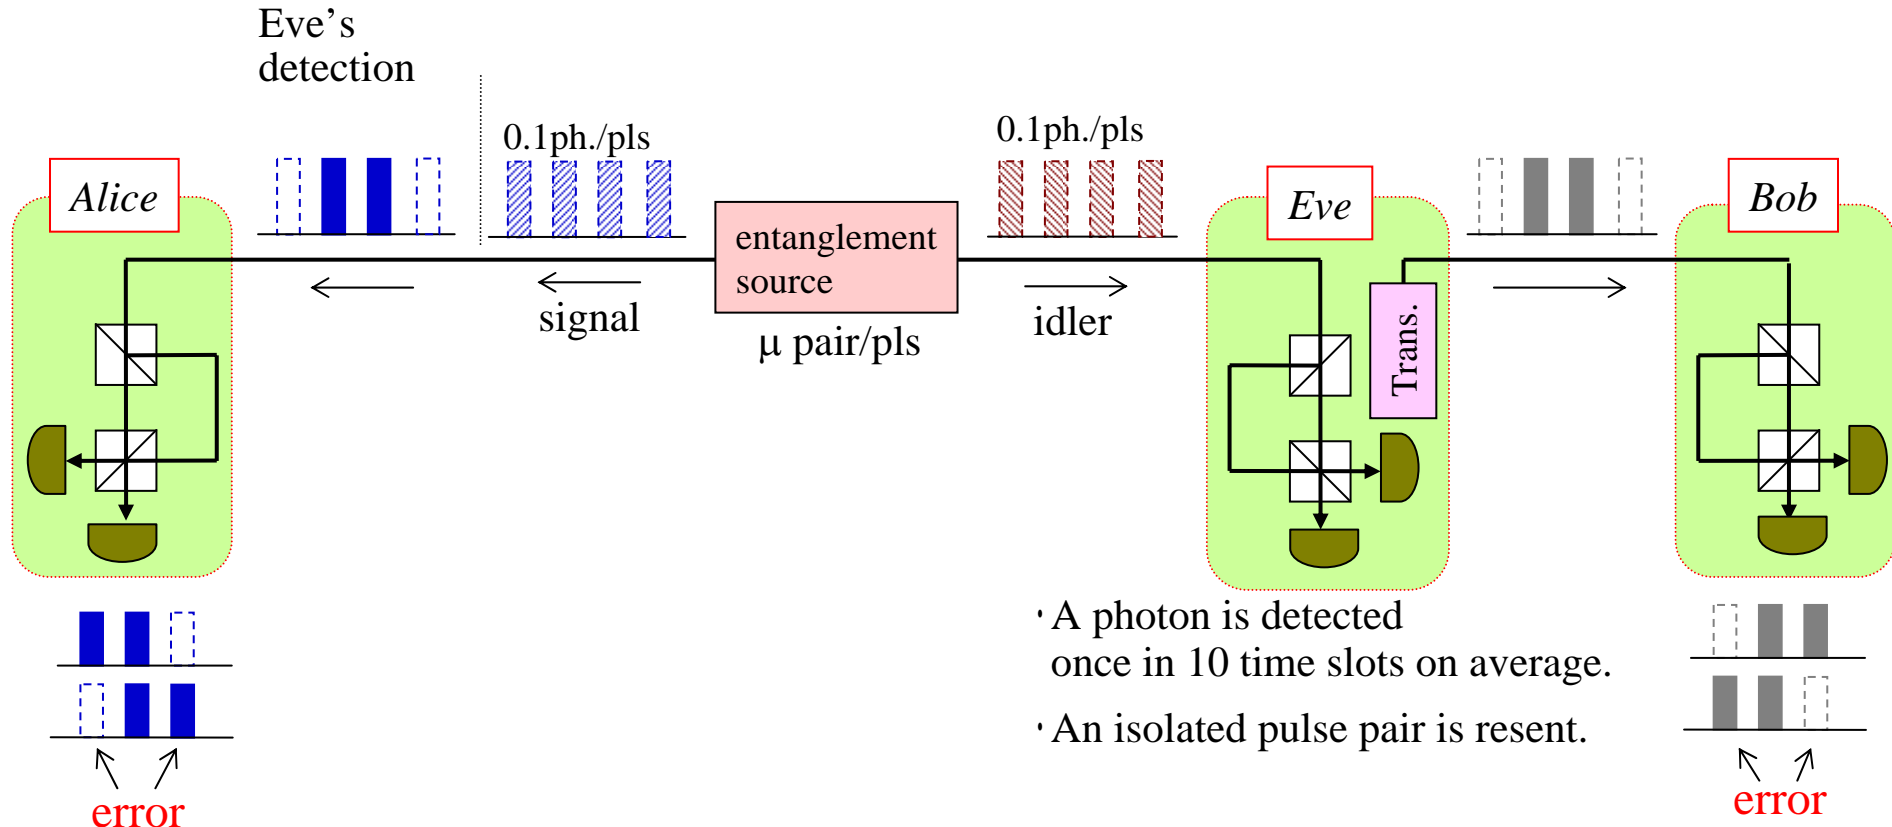 Eve's
detection
0.1ph./pls
0.1ph./pls
Alice
Eve
Bob
entanglement
source
signal
idler
μ pair/pls
Trans.
・A photon is detected
once in 10 time slots on average.
・An isolated pulse pair is resent.
error
error